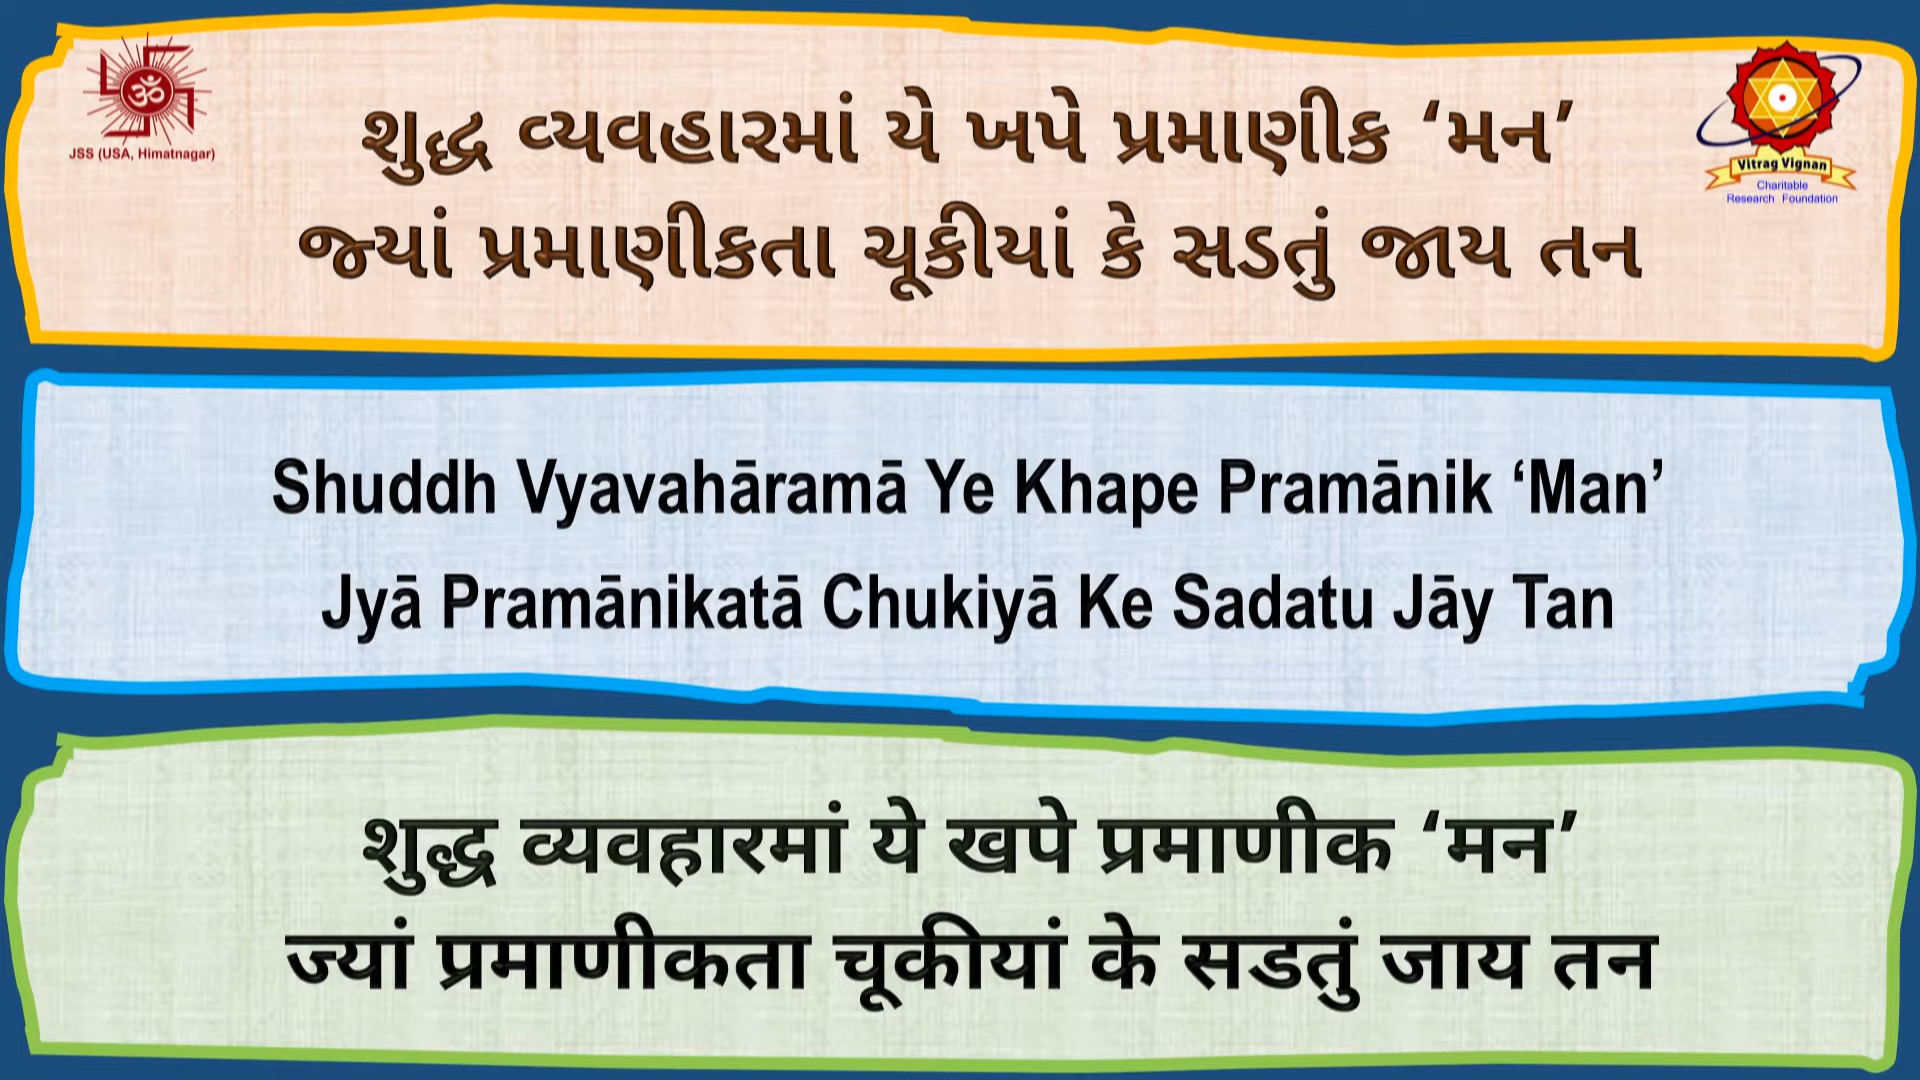 ॐ
JSS (USA, Himatnagar)
Vitrag Vignan
Charitable
Research Foundation
શુદ્ધ વ્યવહારમાં યે ખપે પ્રમાણીક ‘મન’
જ્યાં પ્રમાણીકતા ચૂકીયાં કે સડતું જાય તન
Shuddh Vyavahāramā Ye Khape Pramānik ‘Man’
Jyā Pramānikatā Chukiyā Ke Sadatu Jāy Tan
शुद्ध व्यवहारमां ये खपे प्रमाणीक ‘मन’
ज्यां प्रमाणीकता चूकीयां के सडतुं जाय तन